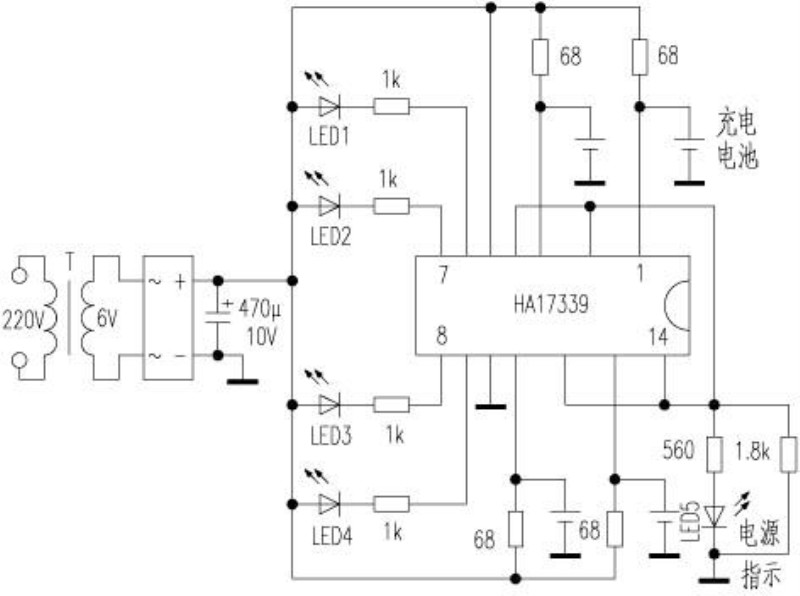 68
68
1k
LED1
充电
电池
1k
LED2
T
7
1
220V
6V
~ +
+ 470μ
10V
HA17339
~ -
8
14
LED3
1k
560
1.8k
LED4
1k
68
68
LED5
电源
指示